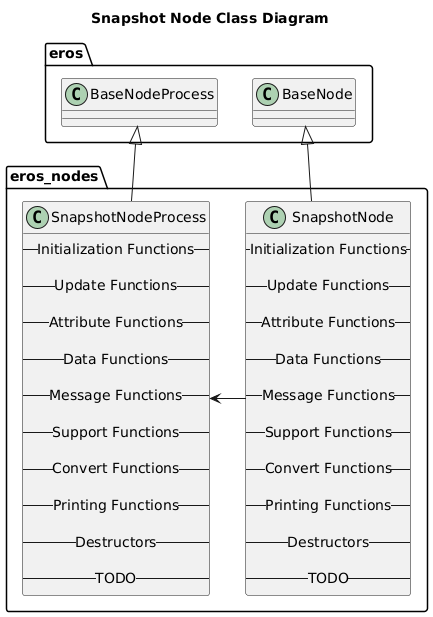 Snapshot Node Class Diagram
eros
C BaseNodeProcess
C BaseNode
eros_nodes
C SnapshotNodeProcess
Initialization Functions
Update Functions
Attribute Functions
Data Functions
Message Functions
Support Functions
Convert Functions
Printing Functions
Destructors
TODO
C SnapshotNode
Initialization Functions
Update Functions
Attribute Functions
Data Functions
Message Functions
Support Functions
Convert Functions
Printing Functions
Destructors
TODO